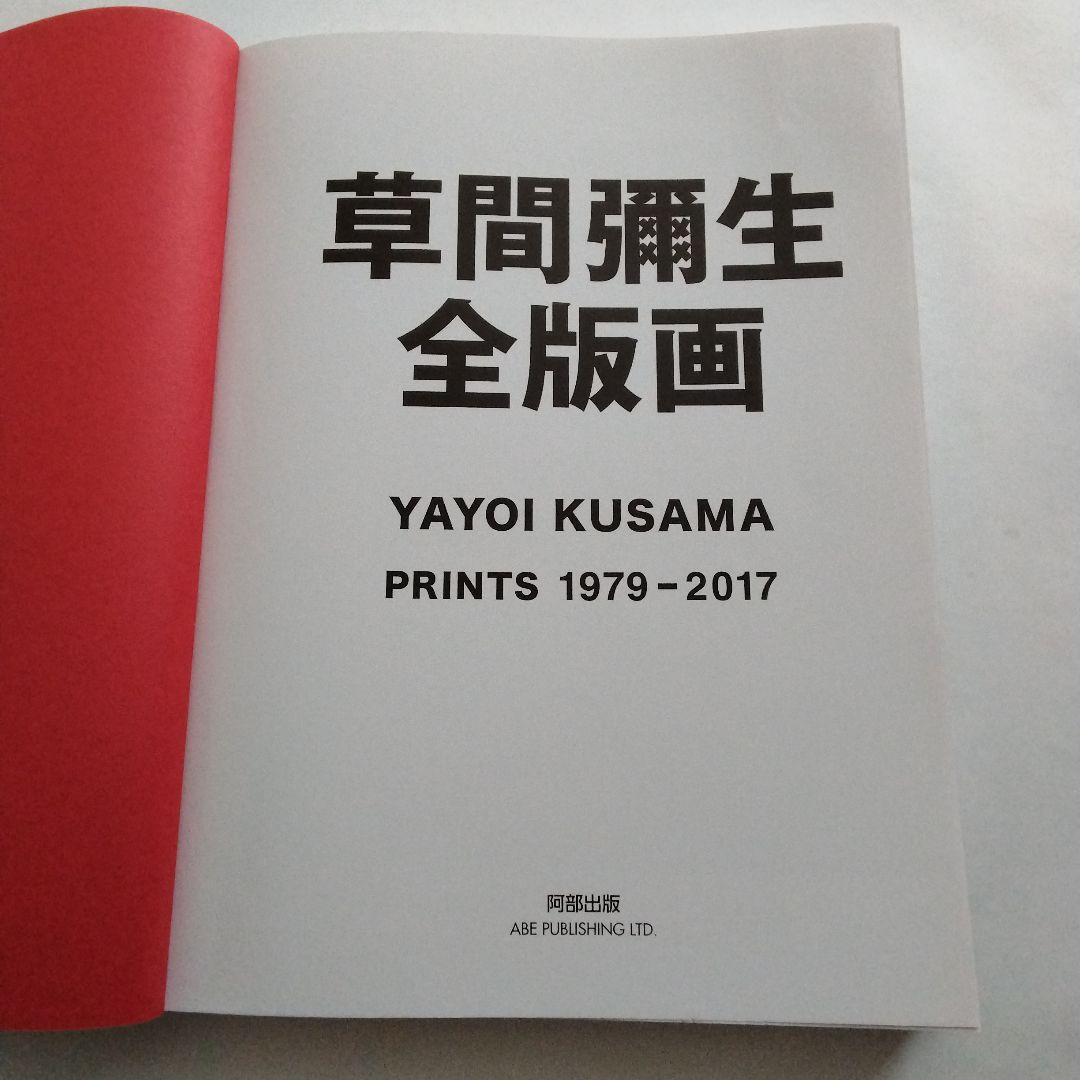 草間彌生
全版画
YAYOI KUSAMA
PRINTS 1979-2017
阿部出版
ABE PUBLISHING LTD.